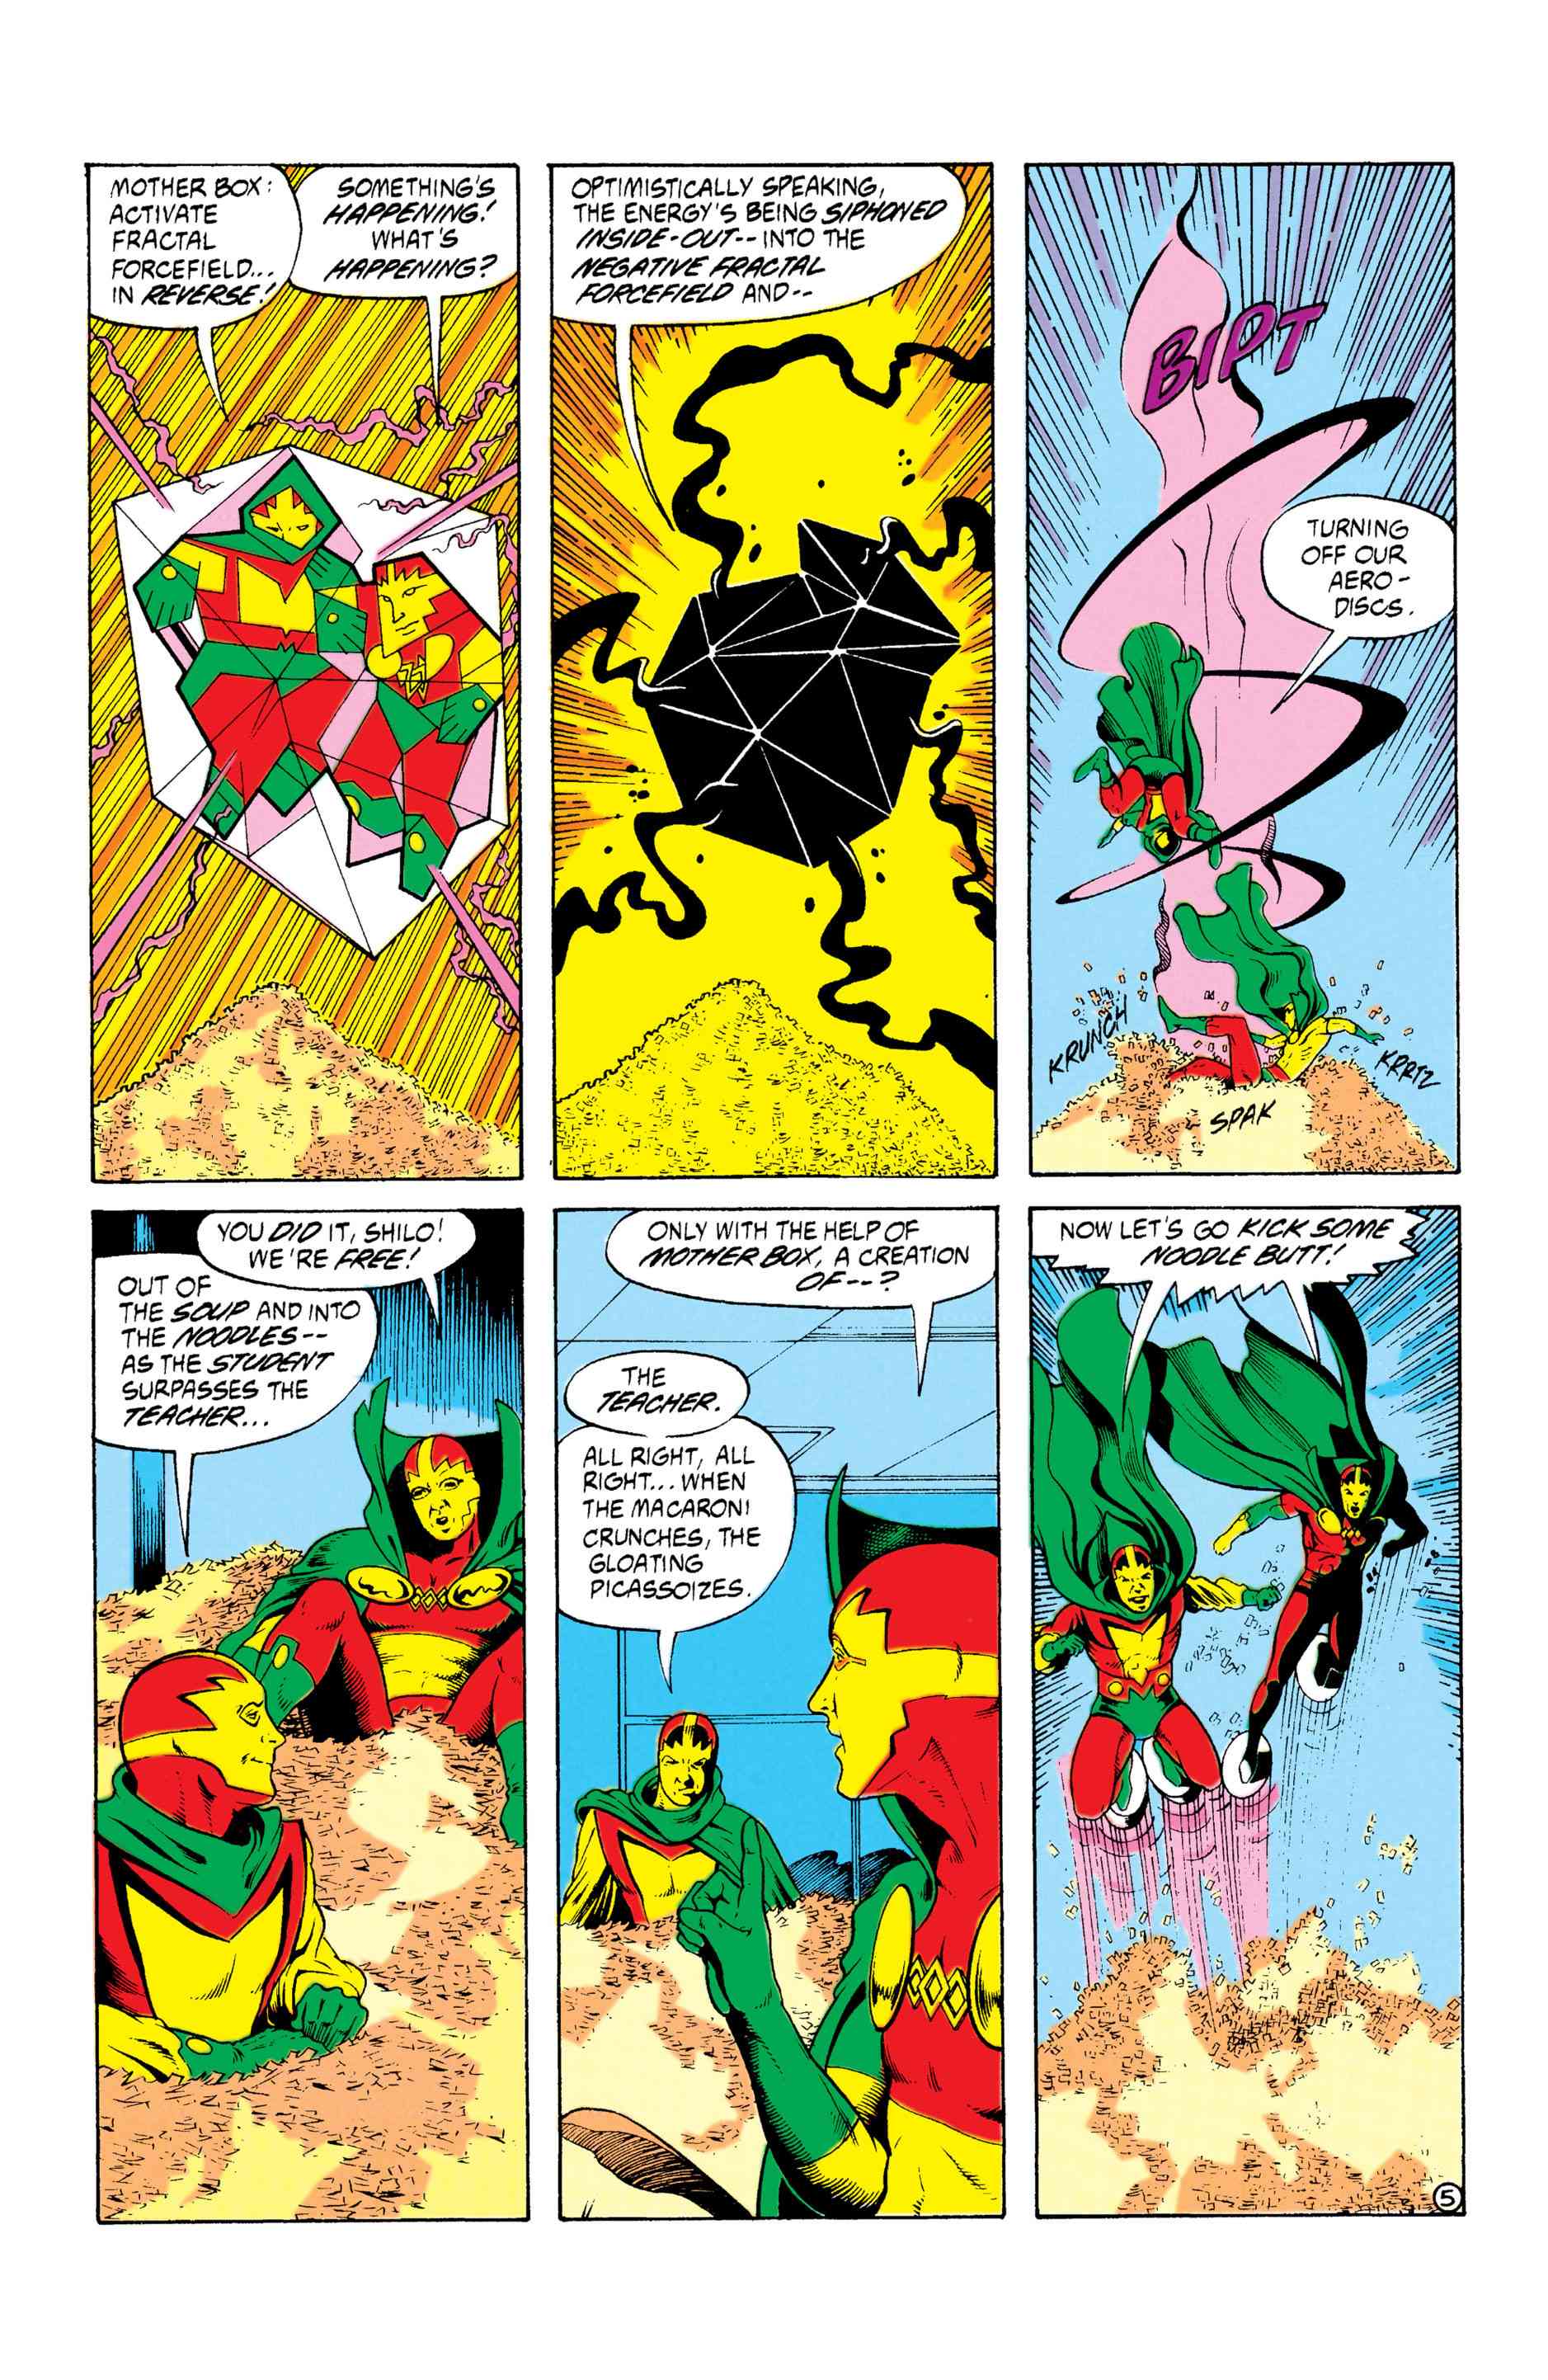 MOTHER BOX:
ACTIVATE
FRACTAL
FORCEFIELD...
IN REVERSE!
SOMETHING'S
HAPPENING!
WHAT'S
HAPPENING?
OPTIMISTICALLY SPEAKING,
THE ENERGY'S BEING SIPHONED
INSIDE-OUT--INTO THE
NEGATIVE FRACTAL
FORCEFIELD AND--
BIPT
TURNING
OFF OUR
AERO-
DISCS.
KRUNCH
KRRTZ
SPAK
YOU DID IT, SHILO!
WE'RE FREE!
OUT OF
THE SOUP AND INTO
THE NOODLES--
AS THE STUDENT
SURPASSES THE
TEACHER...
ONLY WITH THE HELP OF
MOTHER BOX, A CREATION
OF--?
THE
TEACHER.
ALL RIGHT, ALL
RIGHT... WHEN
THE MACARONI
CRUNCHES, THE
GLOATING
PICASSOIZES.
NOW LET'S GO KICK SOME
NOODLE BUTT!
5